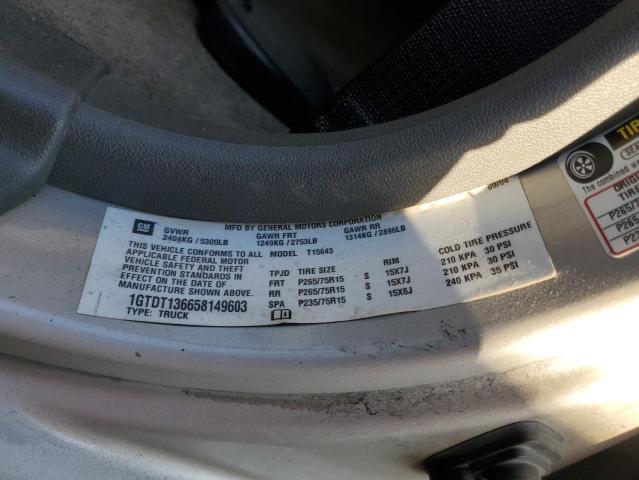 MFD BY GENERAL MOTORS CORPORATION
09/04
GM
GVWR GAWR FRT GAWR RR
2404KG / 5300LB 1249KG / 2753LB 1314KG / 2896LB
THIS VEHICLE CONFORMS TO ALL
APPLICABLE FEDERAL MOTOR
VEHICLE SAFETY AND THEFT
PREVENTION STANDARDS
IN EFFECT ON THE DATE OF
MANUFACTURE SHOWN ABOVE.
1GTDT136658149603
TYPE: TRUCK
MODEL T15643
TPJD TIRE SIZE RIM COLD TIRE PRESSURE
FRT P265/75R15 S 15X7J 210 KPA 30 PSI
RR P265/75R15 S 15X7J 210 KPA 30 PSI
SPA P235/75R15 S 15X6J 240 KPA 35 PSI
The combined